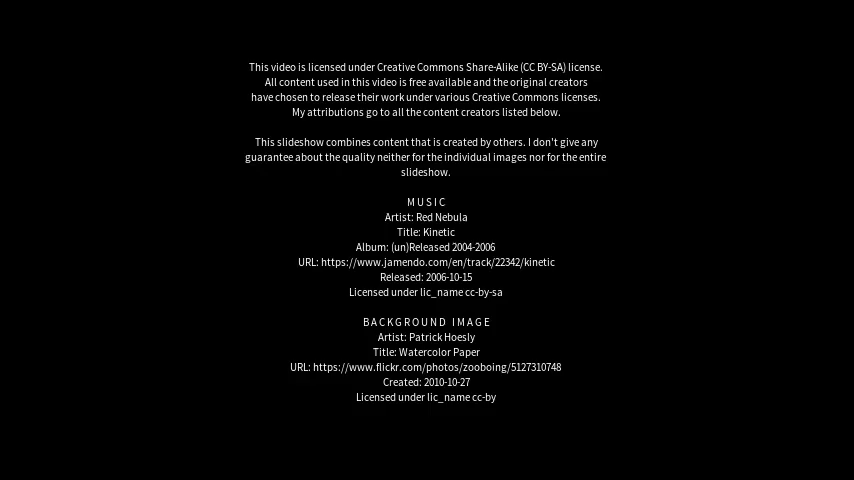 This video is licensed under Creative Commons Share-Alike (CC BY-SA) license.
All content used in this video is free available and the original creators
have chosen to release their work under various Creative Commons licenses.
My attributions go to all the content creators listed below.
This slideshow combines content that is created by others. I don't give any
guarantee about the quality neither for the individual images nor for the entire
slideshow.
MUSIC
Artist: Red Nebula
Title: Kinetic
Album: (un)Released 2004-2006
URL: https://www.jamendo.com/en/track/22342/kinetic
Released: 2006-10-15
Licensed under lic_name cc-by-sa
BACKGROUND IMAGE
Artist: Patrick Hoesly
Title: Watercolor Paper
URL: https://www.flickr.com/photos/zooboing/5127310748
Created: 2010-10-27
Licensed under lic_name cc-by